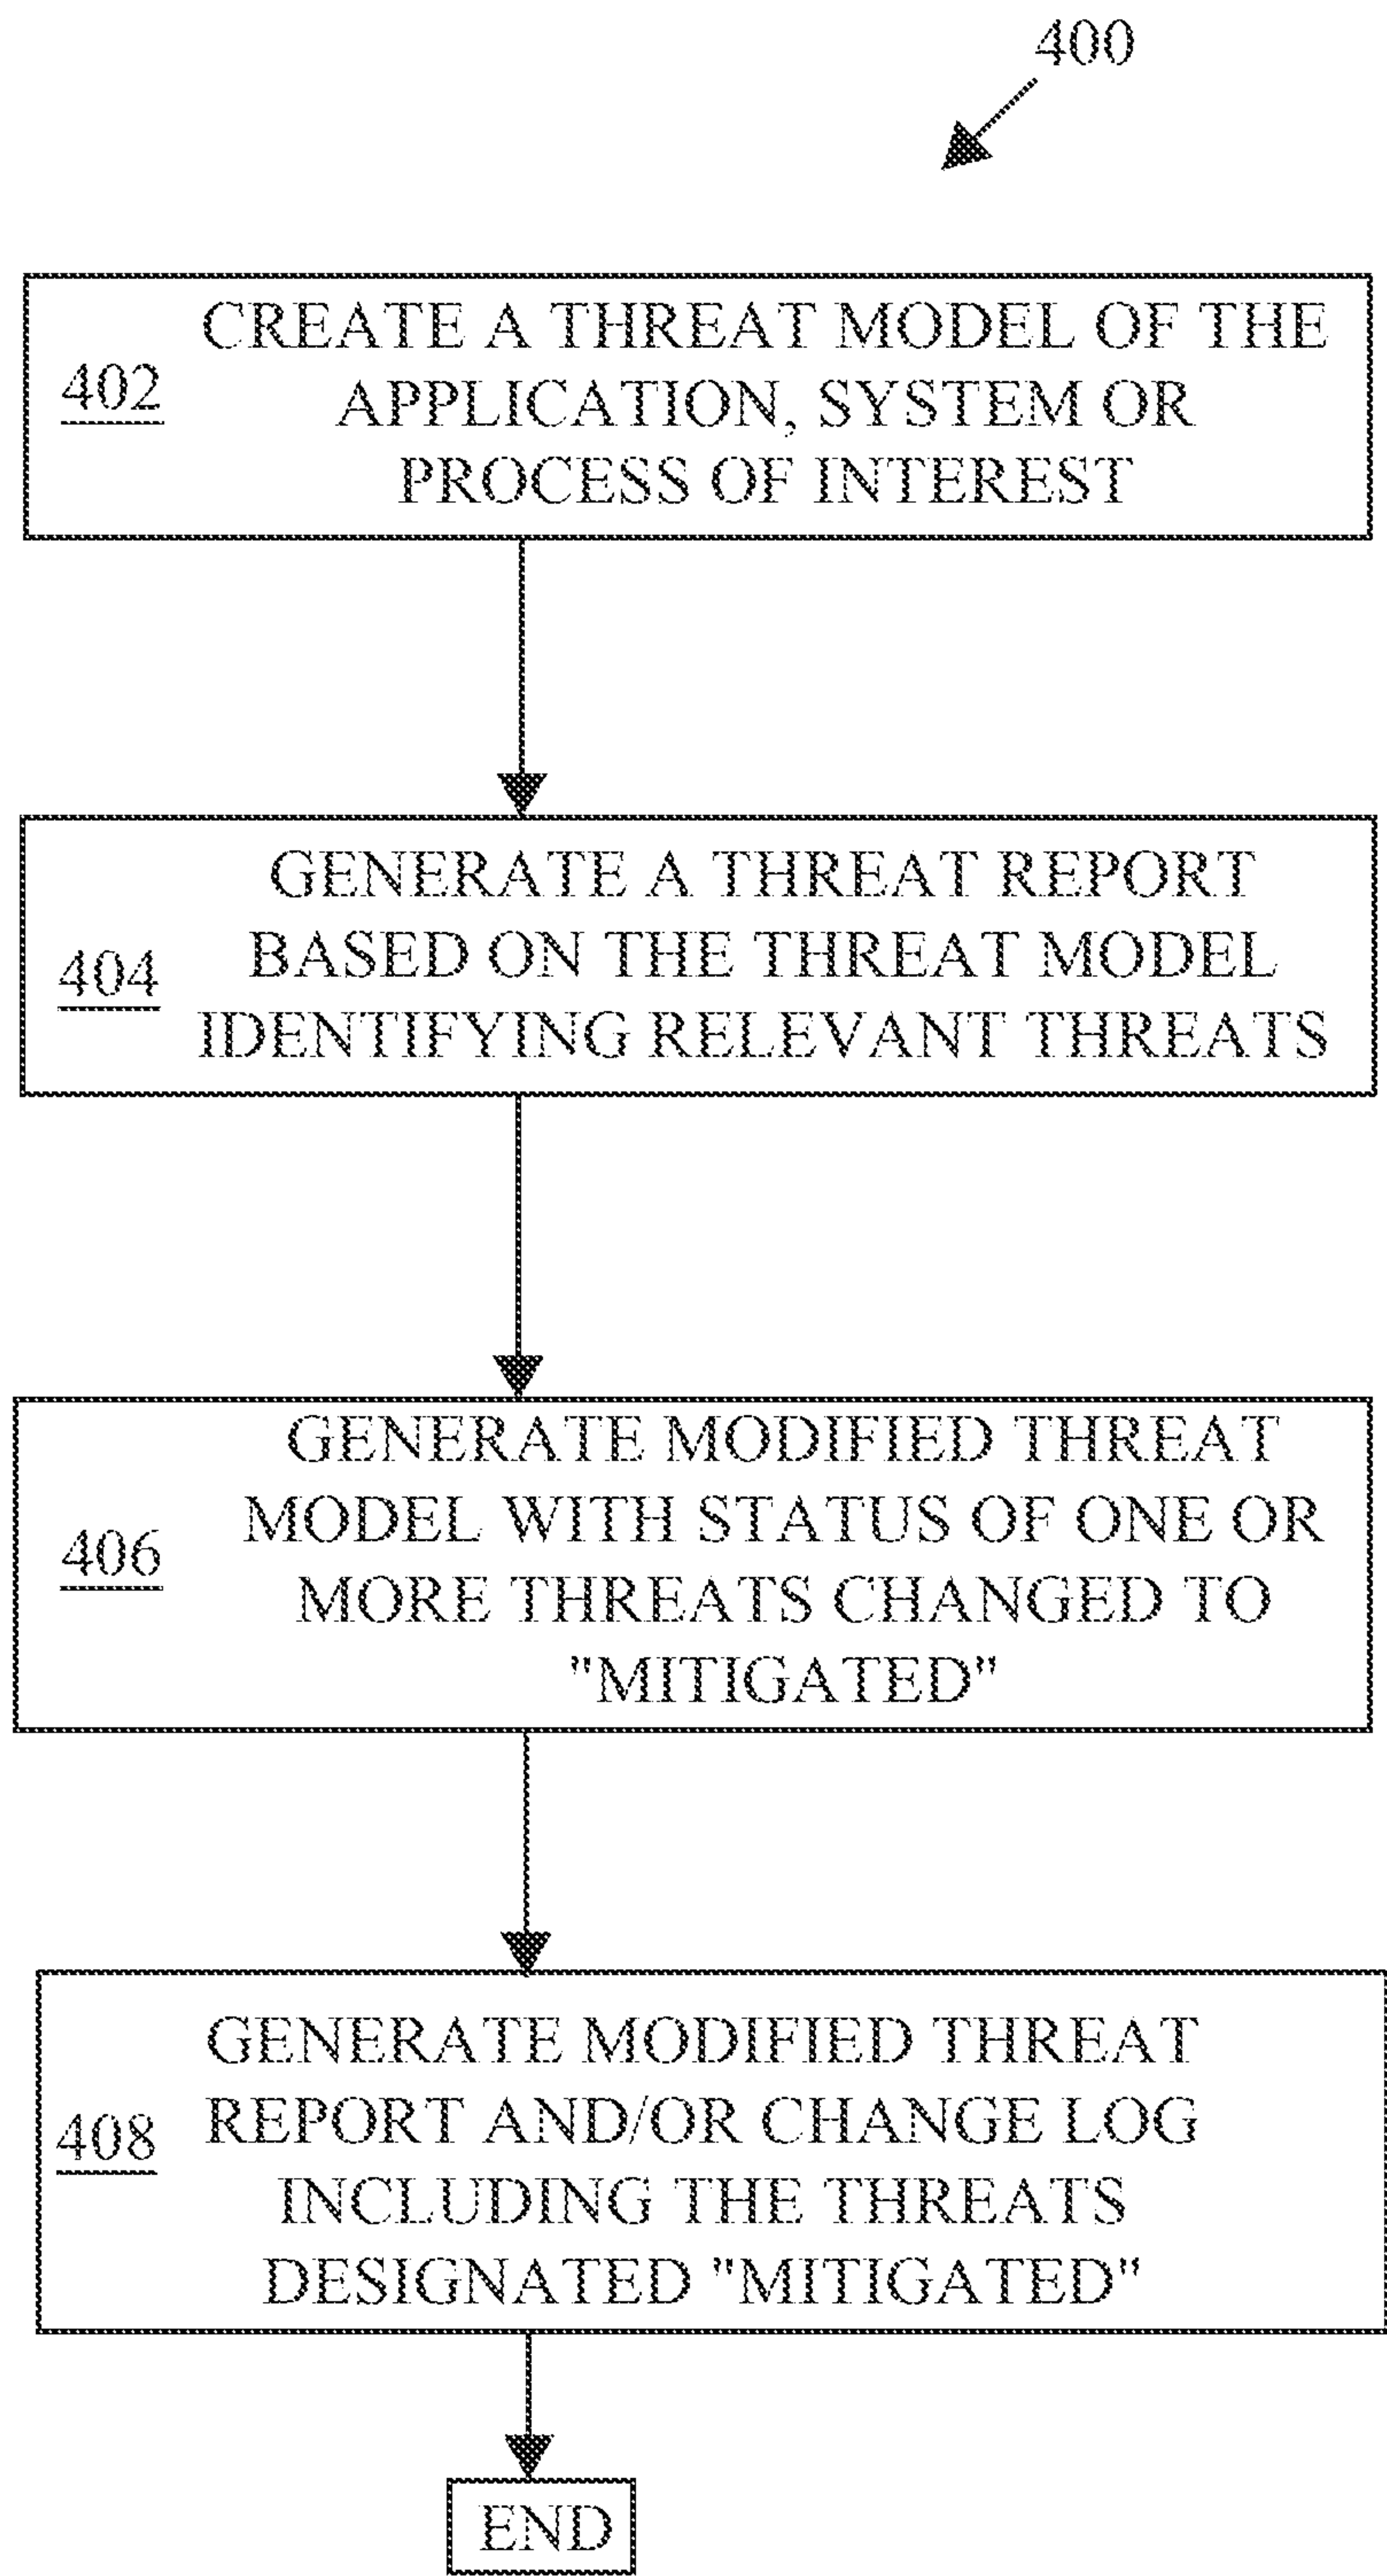 400
CREATE A THREAT MODEL OF THE
402
APPLICATION, SYSTEM OR
PROCESS OF INTEREST
GENERATE A THREAT REPORT
BASED ON THE THREAT MODEL
404
IDENTIFYING RELEVANT THREATS
GENERATE MODIFIED THREAT
MODEL WITH STATUS OF ONE OR
406
MORE THREATS CHANGED TO
"MITIGATED"
GENERATE MODIFIED THREAT
REPORT AND/OR CHANGE LOG
408
INCLUDING THE THREATS
DESIGNATED "MITIGATED"
END